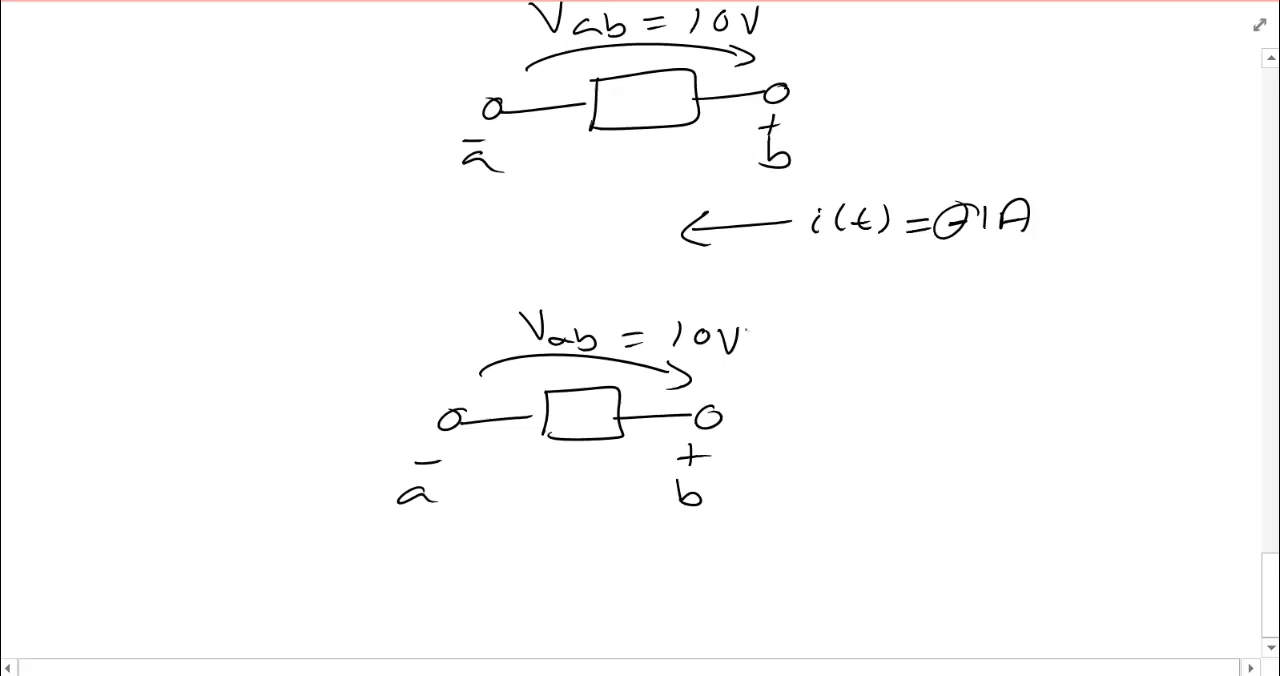 Vab = 10V
- +
a b
i(t) = -1A
Vab = 10V
- +
a b